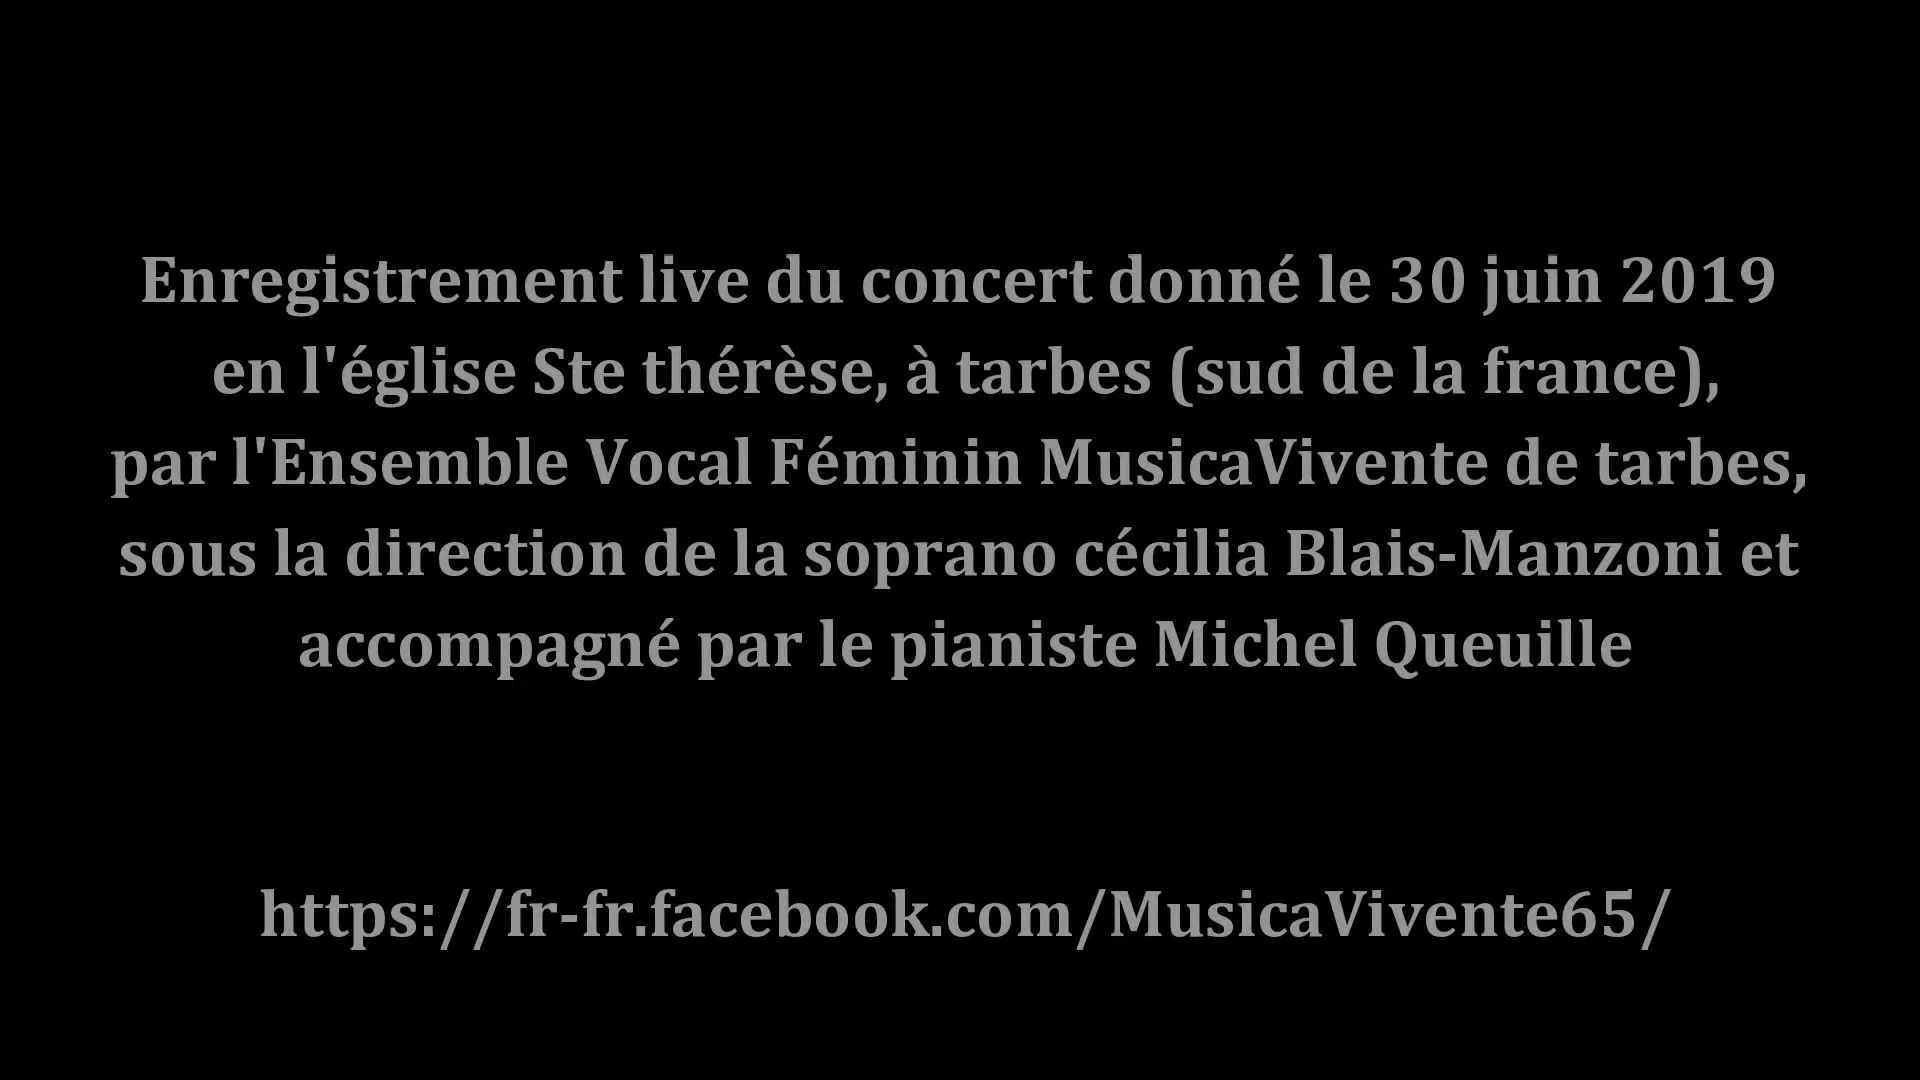 Enregistrement live du concert donné le 30 juin 2019
en l'église Ste thérèse, à tarbes (sud de la france),
par l'Ensemble Vocal Féminin MusicaVivente de tarbes,
sous la direction de la soprano cécilia Blais-Manzoni et
accompagné par le pianiste Michel Queuille
https://fr-fr.facebook.com/MusicaVivente65/